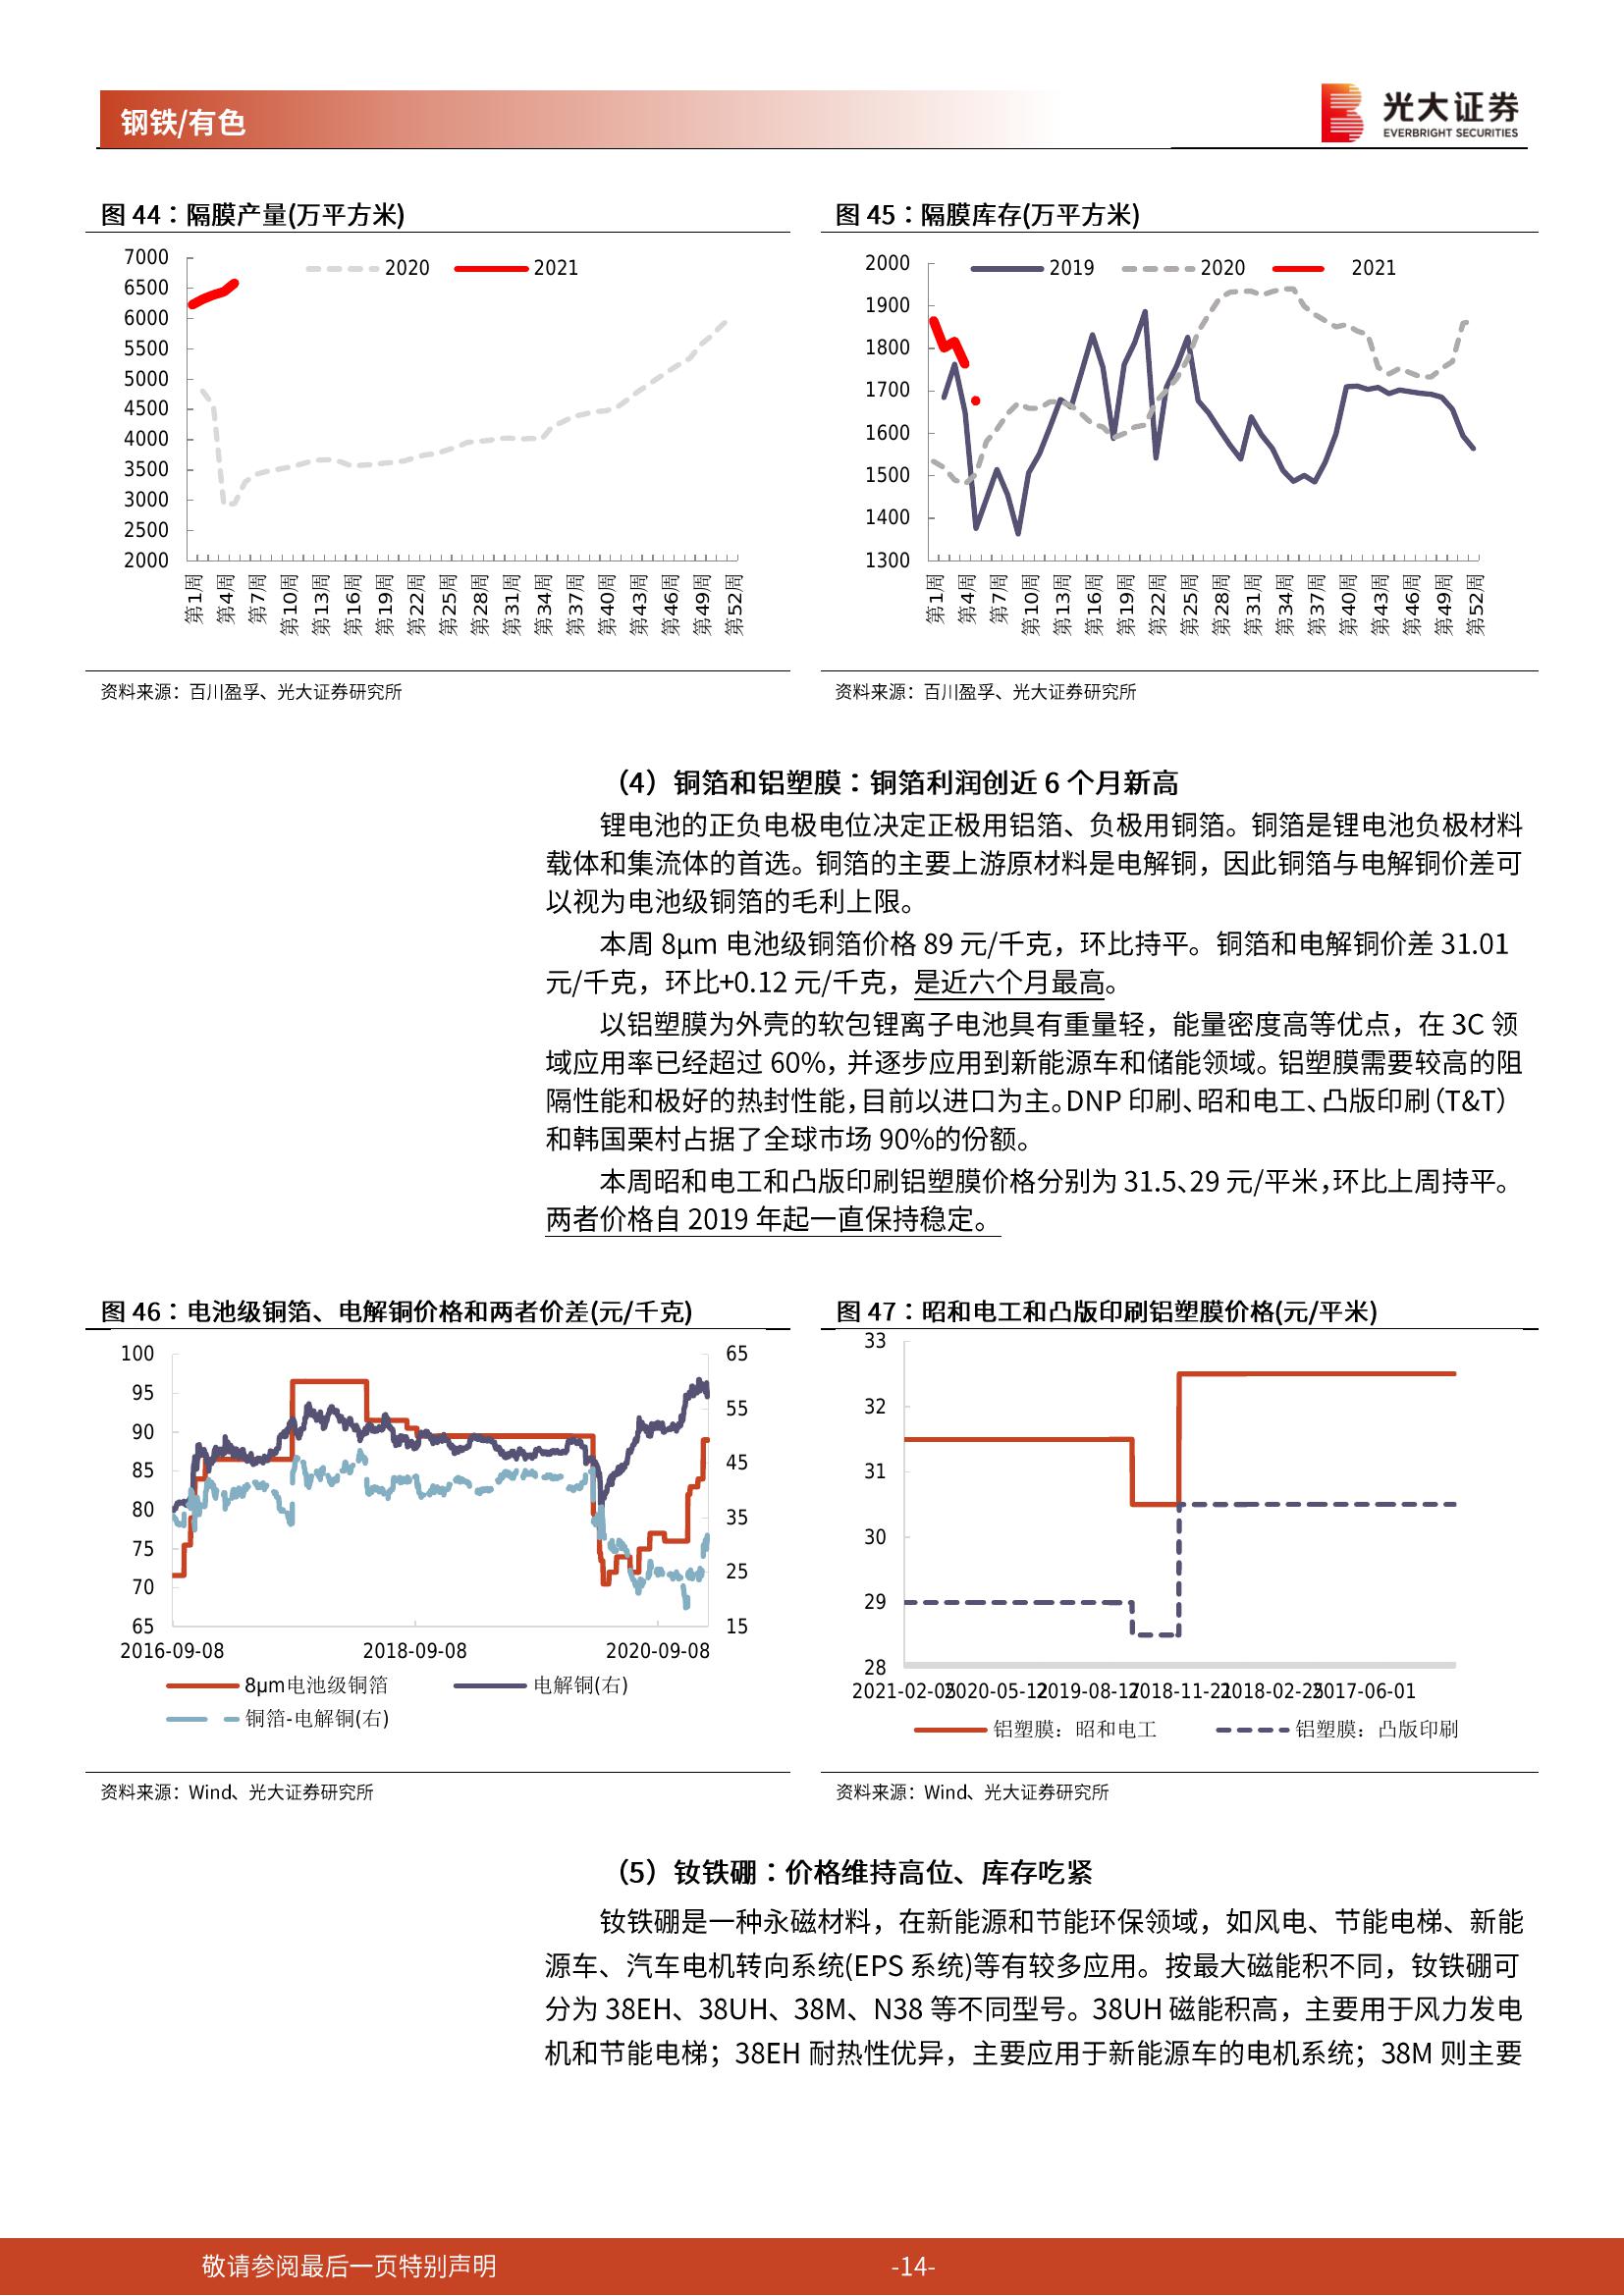 钢铁/有色
光大证券
EVERBRIGHT SECURITIES
图 44：隔膜产量(万平方米)
7000
6500
6000
5500
5000
4500
4000
3500
3000
2500
2000
2020
2021
第1周
第4周
第7周
第10周
第13周
第16周
第19周
第22周
第25周
第28周
第31周
第34周
第37周
第40周
第43周
第46周
第49周
第52周
资料来源：百川盈孚、光大证券研究所
图 45：隔膜库存(万平方米)
2000
1900
1800
1700
1600
1500
1400
1300
2019
2020
2021
第1周
第4周
第7周
第10周
第13周
第16周
第19周
第22周
第25周
第28周
第31周
第34周
第37周
第40周
第43周
第46周
第49周
第52周
资料来源：百川盈孚、光大证券研究所
（4）铜箔和铝塑膜：铜箔利润创近 6 个月新高
锂电池的正负电极电位决定正极用铝箔、负极用铜箔。铜箔是锂电池负极材料
载体和集流体的首选。铜箔的主要上游原材料是电解铜，因此铜箔与电解铜价差可
以视为电池级铜箔的毛利上限。
本周 8μm 电池级铜箔价格 89 元/千克，环比持平。铜箔和电解铜价差 31.01
元/千克，环比+0.12 元/千克，是近六个月最高。
以铝塑膜为外壳的软包锂离子电池具有重量轻，能量密度高等优点，在 3C 领
域应用率已经超过 60%，并逐步应用到新能源车和储能领域。铝塑膜需要较高的阻
隔性能和极好的热封性能，目前以进口为主。DNP 印刷、昭和电工、凸版印刷（T&T）
和韩国栗村占据了全球市场 90%的份额。
本周昭和电工和凸版印刷铝塑膜价格分别为 31.5、29 元/平米，环比上周持平。
两者价格自 2019 年起一直保持稳定。
图 46：电池级铜箔、电解铜价格和两者价差(元/千克)
100
95
90
85
80
75
70
65
65
55
45
35
25
15
2016-09-08
2018-09-08
2020-09-08
8μm电池级铜箔
电解铜(右)
铜箔-电解铜(右)
资料来源：Wind、光大证券研究所
图 47：昭和电工和凸版印刷铝塑膜价格(元/平米)
33
32
31
30
29
28
2021-02-05
2020-05-12
2019-08-17
2018-11-21
2018-02-25
2017-06-01
铝塑膜：昭和电工
铝塑膜：凸版印刷
资料来源：Wind、光大证券研究所
（5）钕铁硼：价格维持高位、库存吃紧
钕铁硼是一种永磁材料，在新能源和节能环保领域，如风电、节能电梯、新能
源车、汽车电机转向系统(EPS 系统)等有较多应用。按最大磁能积不同，钕铁硼可
分为 38EH、38UH、38M、N38 等不同型号。38UH 磁能积高，主要用于风力发电
机和节能电梯；38EH 耐热性优异，主要应用于新能源车的电机系统；38M 则主要
敬请参阅最后一页特别声明
-14-